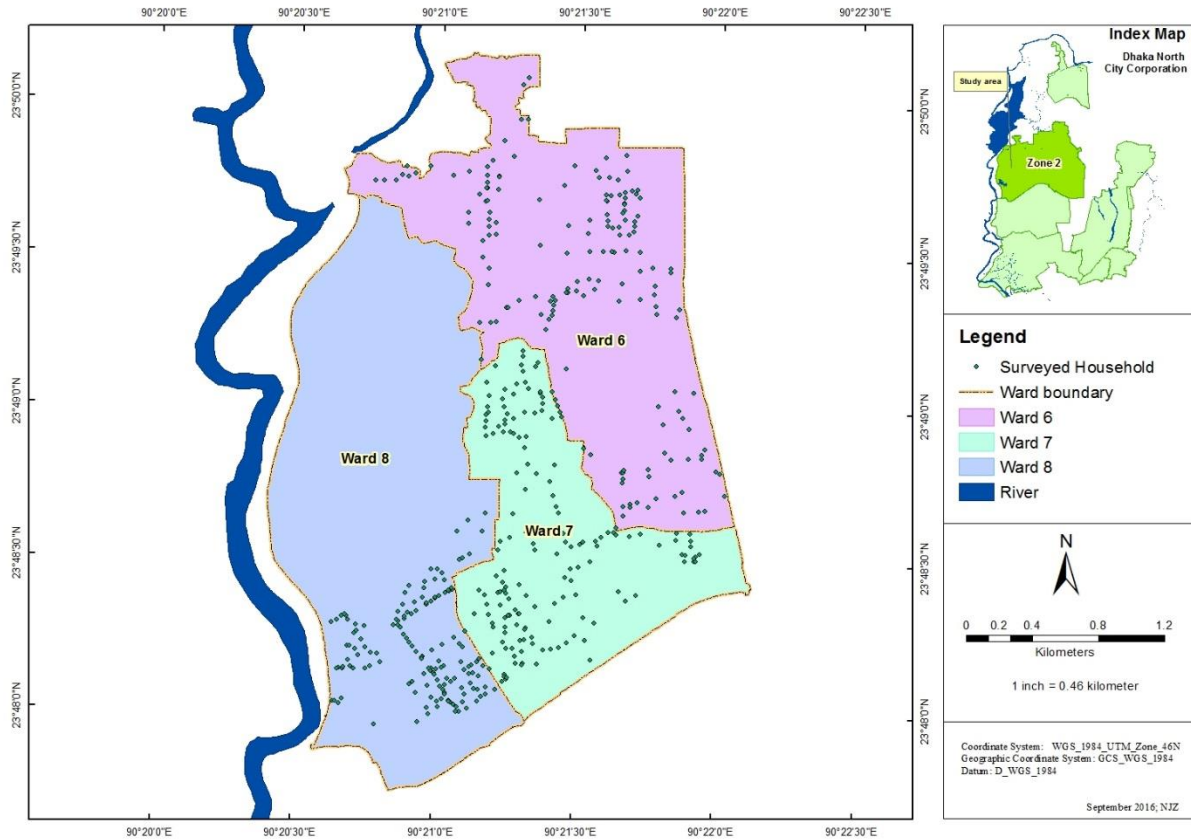 90°20'0"E
90°20'30"E
90°21'0"E
90°21'30"E
90°22'0"E
90°22'30"E
23°50'0"N
23°49'30"N
23°49'0"N
23°48'30"N
23°48'0"N
Ward 6
Ward 8
Ward 7
23°50'0"N
23°49'30"N
23°49'0"N
23°48'30"N
23°48'0"N
90°20'0"E
90°20'30"E
90°21'0"E
90°21'30"E
90°22'0"E
90°22'30"E
Index Map
Dhaka North
City Corporation
Study area
Zone 2
Legend
Surveyed Household
Ward boundary
Ward 6
Ward 7
Ward 8
River
N
0 0.2 0.4 0.8 1.2
Kilometers
1 inch = 0.46 kilometer
Coordinate System: WGS_1984_UTM_Zone_46N
Geographic Coordinate System: GCS_WGS_1984
Datum: D_WGS_1984
September 2016; NJZ